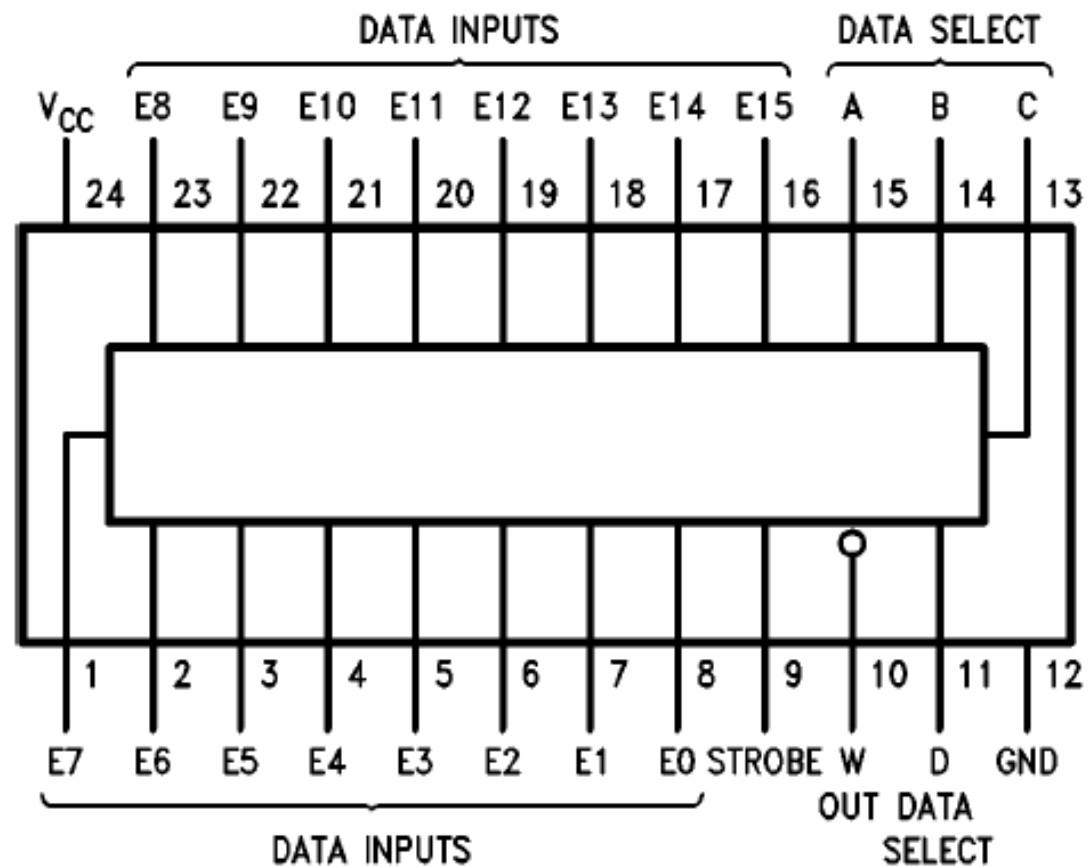 DATA INPUTS DATA SELECT
VCC E8 E9 E10 E11 E12 E13 E14 E15 A B C
24 23 22 21 20 19 18 17 16 15 14 13
1 2 3 4 5 6 7 8 9 10 11 12
E7 E6 E5 E4 E3 E2 E1 E0 STROBE W D GND
OUT DATA
DATA INPUTS SELECT